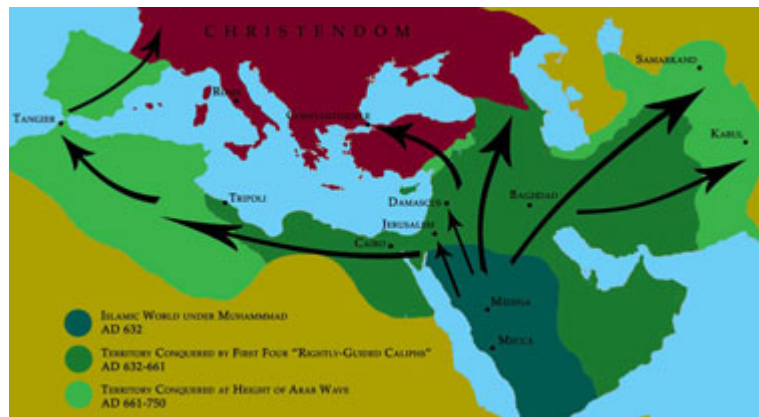 CHRISTENDOM
ROME
CONSTANTINOPLE
SAMARKAND
TANGIER
KABUL
TRIPOLI
DAMASCUS
BAGHDAD
JERUSALEM
CAIRO
MEDINA
MECCA
ISLAMIC WORLD UNDER MUHAMMMAD
AD 632
TERRITORY CONQUERED BY FIRST FOUR "RIGHTLY-GUIDED CALIPHS"
AD 632-661
TERRITORY CONQUERED AT HEIGHT OF ARAB WAVE
AD 661-750